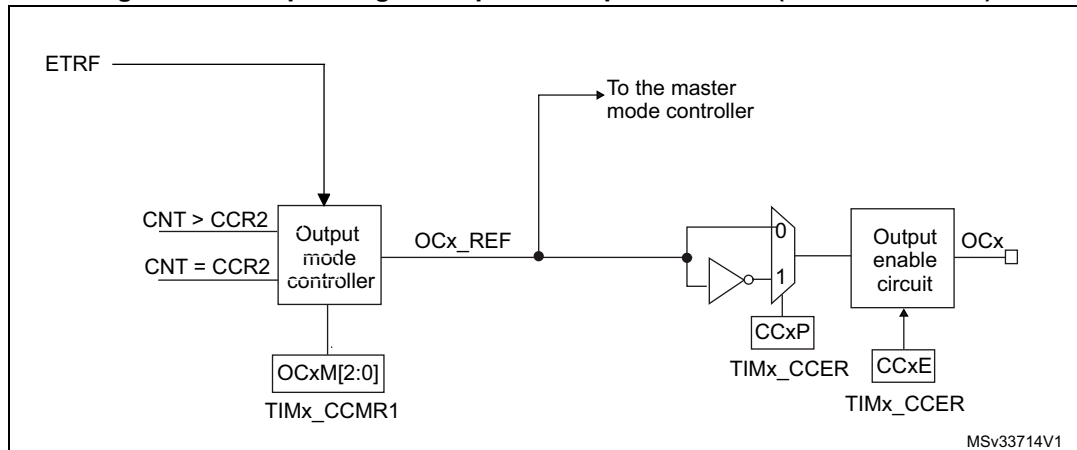 ETRF
To the master
mode controller
CNT > CCR2
CNT = CCR2
Output
mode
controller
OCx_REF
0
1
Output
enable
circuit
OCx
CCxP
TIMx_CCER
CCxE
TIMx_CCER
OCxM[2:0]
TIMx_CCMR1
MSv33714V1